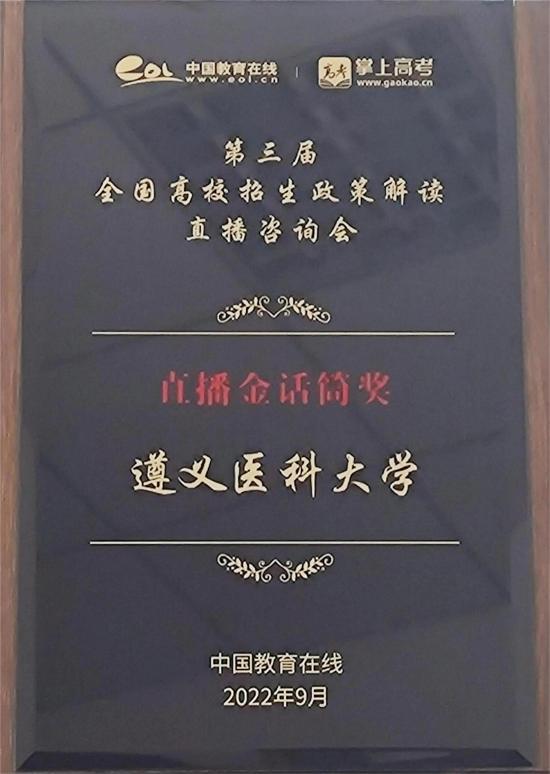 eol 中国教育在线 www.eol.cn | 高考 掌上高考 www.gaokao.cn
第三届
全国高校招生政策解读
直播咨询会
直播金话筒奖
遵义医科大学
中国教育在线
2022年9月